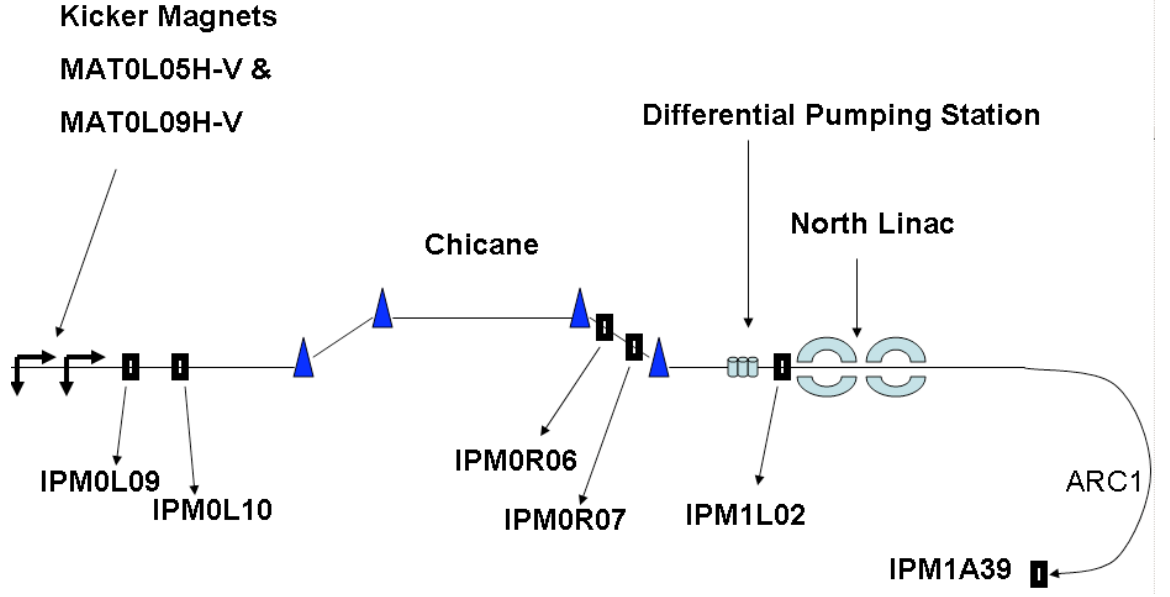 Kicker Magnets
MAT0L05H-V &
MAT0L09H-V
Differential Pumping Station
North Linac
Chicane
IPM0L09
IPM0L10
IPM0R06
IPM0R07
IPM1L02
ARC1
IPM1A39